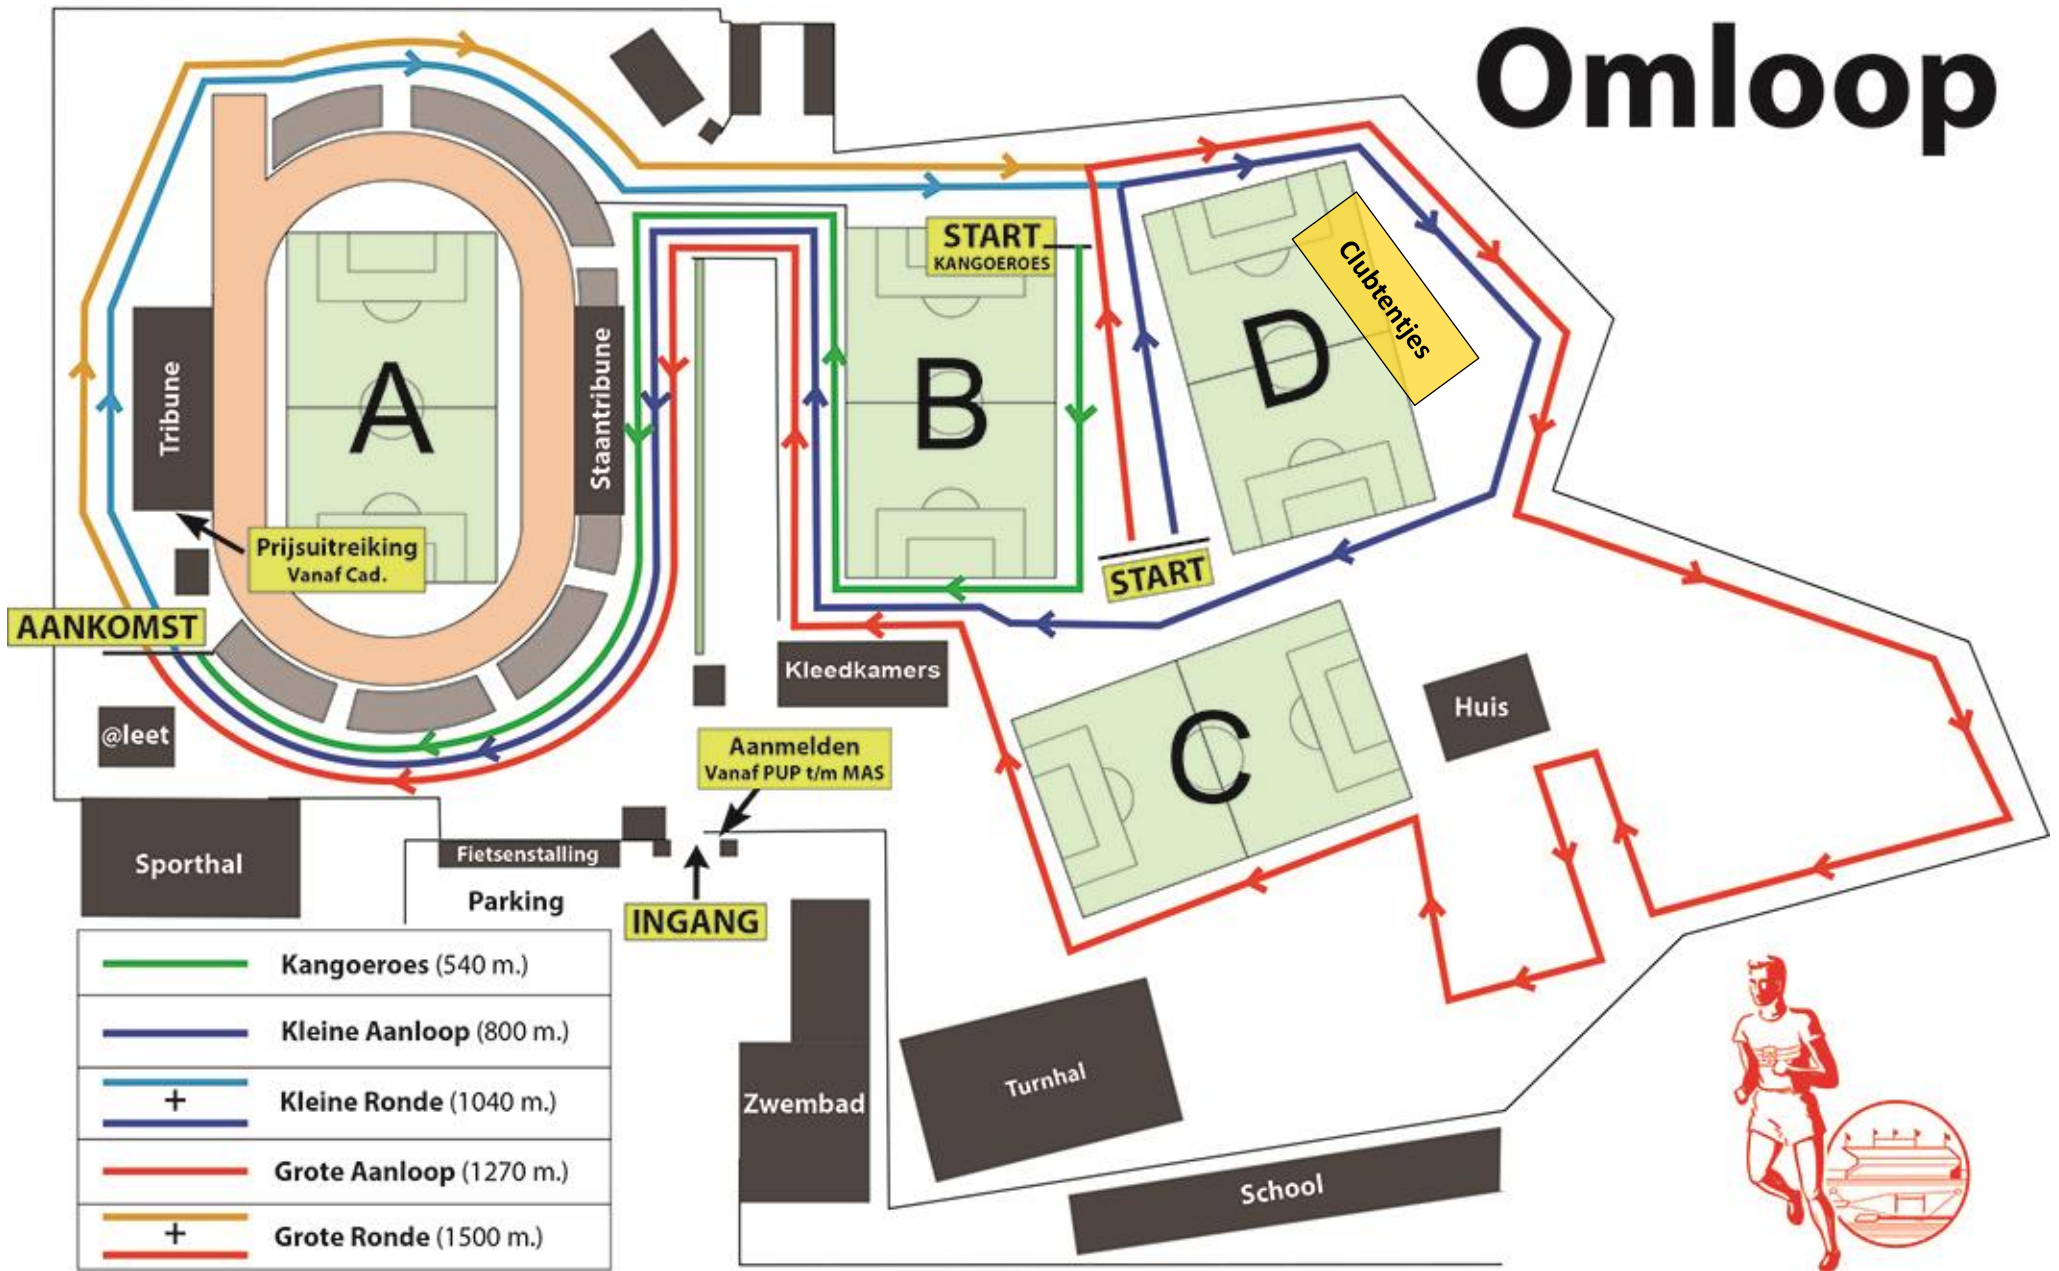 Omloop
START
KANGOEROES
Clubtentjes
D
A
B
Tribune
Staantribune
Prijsuitreiking
Vanaf Cad.
START
AANKOMST
Kleedkamers
C
Huis
@leet
Aanmelden
Vanaf PUP t/m MAS
Sporthal
Fietsenstalling
Parking
INGANG
Kangoeroes (540 m.)
Kleine Aanloop (800 m.)
+ Kleine Ronde (1040 m.)
Grote Aanloop (1270 m.)
+ Grote Ronde (1500 m.)
Zwembad
Turnhal
School